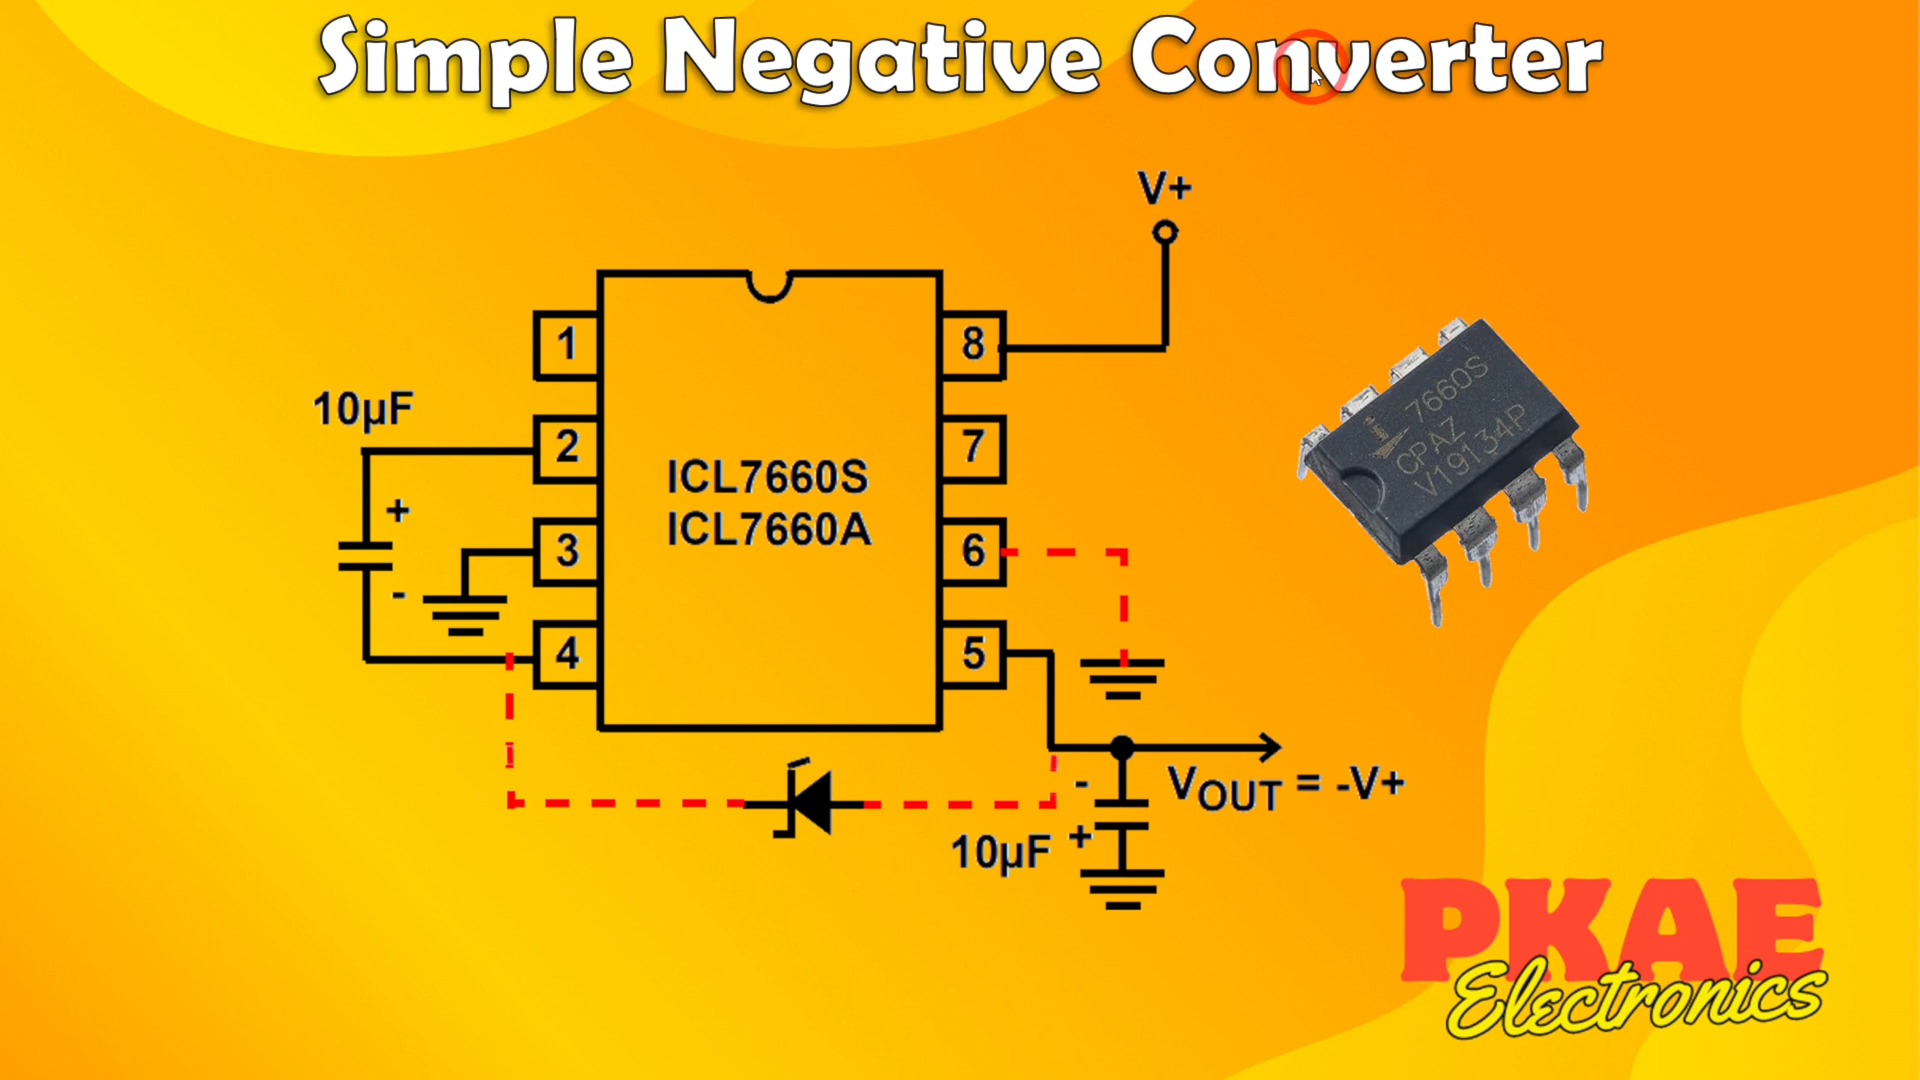 Simple Negative Converter
V+
1
8
10µF
2
7
+
ICL7660S
ICL7660A
3
6
-
4
5
-
VOUT = -V+
10µF
+
7660S
CPAZ
V19134P
PKAE
Electronics